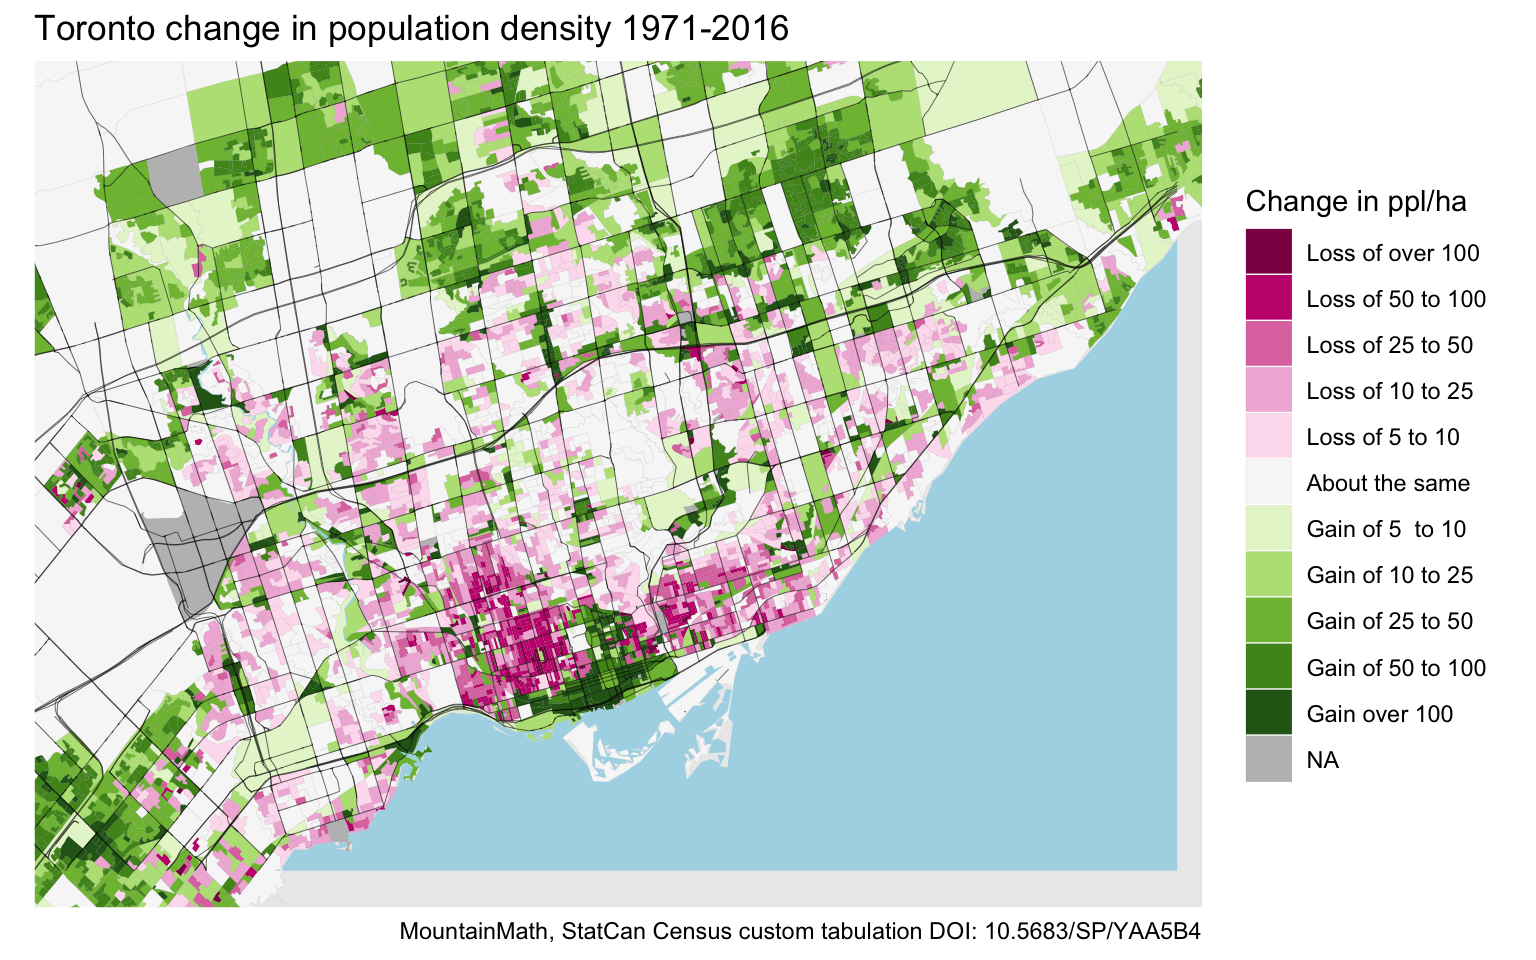 Toronto change in population density 1971-2016
Change in ppl/ha
Loss of over 100
Loss of 50 to 100
Loss of 25 to 50
Loss of 10 to 25
Loss of 5 to 10
About the same
Gain of 5  to 10
Gain of 10 to 25
Gain of 25 to 50
Gain of 50 to 100
Gain over 100
NA
MountainMath, StatCan Census custom tabulation DOI: 10.5683/SP/YAA5B4